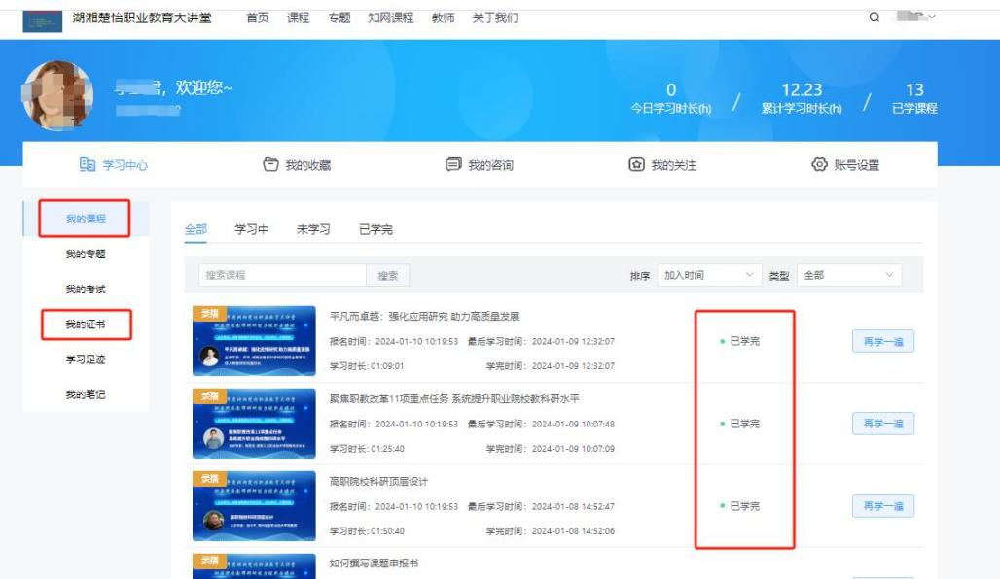 湖湘楚怡职业教育大讲堂 首页 课程 专题 知网课程 教师 关于我们
君，欢迎您~
0 / 12.23 / 13
今日学习时长(h) 累计学习时长(h) 已学课程
学习中心 我的收藏 我的咨询 我的关注 账号设置
我的课程
我的专题
我的考试
我的证书
学习足迹
我的笔记
全部 学习中 未学习 已学完
搜索课程 搜索 排序 加入时间 类型 全部
录播
平凡而卓越：强化应用研究 助力高质量发展
报名时间：2024-01-10 10:19:53 最后学习时间：2024-01-09 12:32:07
学习时长: 01:09:01 学完时间：2024-01-09 12:32:07
已学完
再学一遍
录播
聚焦职教改革11项重点任务 系统提升职业院校教科研水平
报名时间：2024-01-10 10:19:53 最后学习时间：2024-01-09 10:07:48
学习时长: 01:25:40 学完时间：2024-01-09 10:07:09
已学完
再学一遍
录播
高职院校科研顶层设计
报名时间：2024-01-10 10:19:53 最后学习时间：2024-01-08 14:52:47
学习时长: 01:50:40 学完时间：2024-01-08 14:52:06
已学完
再学一遍
录播
如何撰写课题申报书